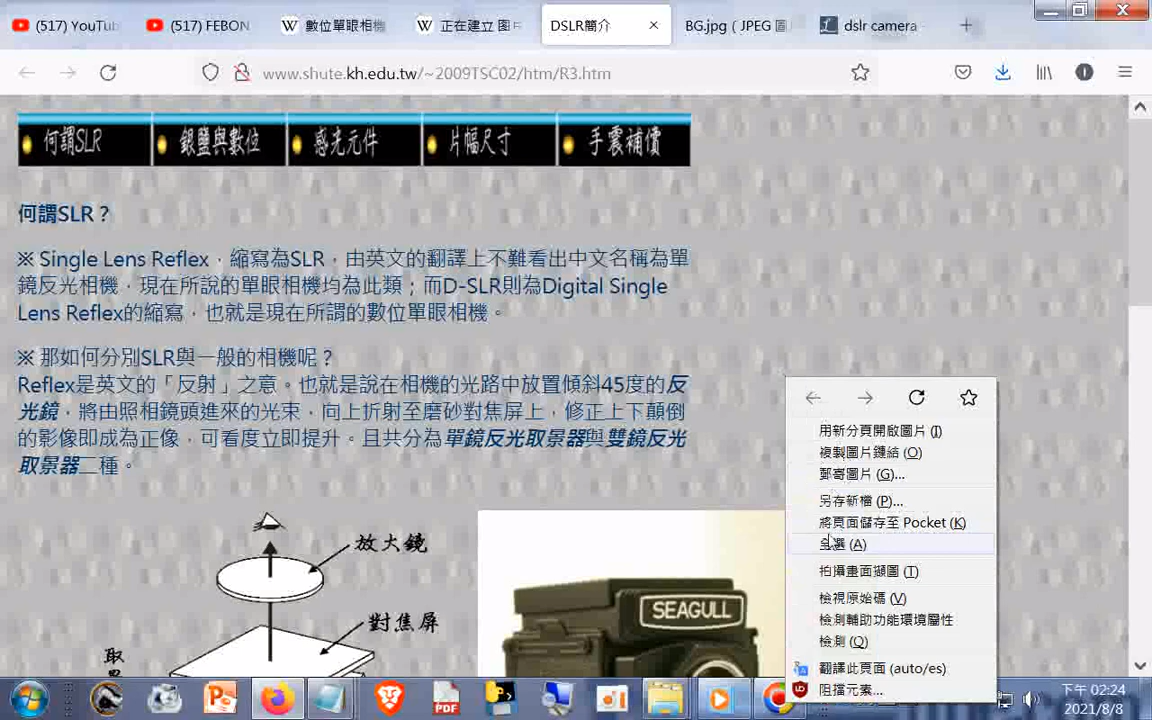 (517) YouTu
(517) FEBON
數位單眼相機
正在建立 图片
DSLR簡介
BG.jpg ( JPEG 圖
dslr camera
www.shute.kh.edu.tw/~2009TSC02/htm/R3.htm
何謂SLR
銀鹽與數位
感光元件
片幅尺寸
手震補償
何謂SLR？
※ Single Lens Reflex，縮寫為SLR，由英文的翻譯上不難看出中文名稱為單
鏡反光相機，現在所說的單眼相機均為此類；而D-SLR則為Digital Single
Lens Reflex的縮寫，也就是現在所謂的數位單眼相機。
※ 那如何分別SLR與一般的相機呢？
Reflex是英文的「反射」之意。也就是說在相機的光路中放置傾斜45度的反
光鏡，將由照相鏡頭進來的光束，向上折射至磨砂對焦屏上，修正上下顛倒
的影像即成為正像，可看度立即提升。且共分為單鏡反光取景器與雙鏡反光
取景器二種。
放大鏡
對焦屏
取
SEAGULL
用新分頁開啟圖片 (I)
複製圖片鏈結 (O)
郵寄圖片 (G)...
另存新檔 (P)...
將頁面儲存至 Pocket (K)
全選 (A)
拍攝畫面擷圖 (T)
檢視原始碼 (V)
檢測輔助功能環境屬性
檢測 (Q)
翻譯此頁面 (auto/es)
阻擋元素...
下午 02:24
2021/8/8